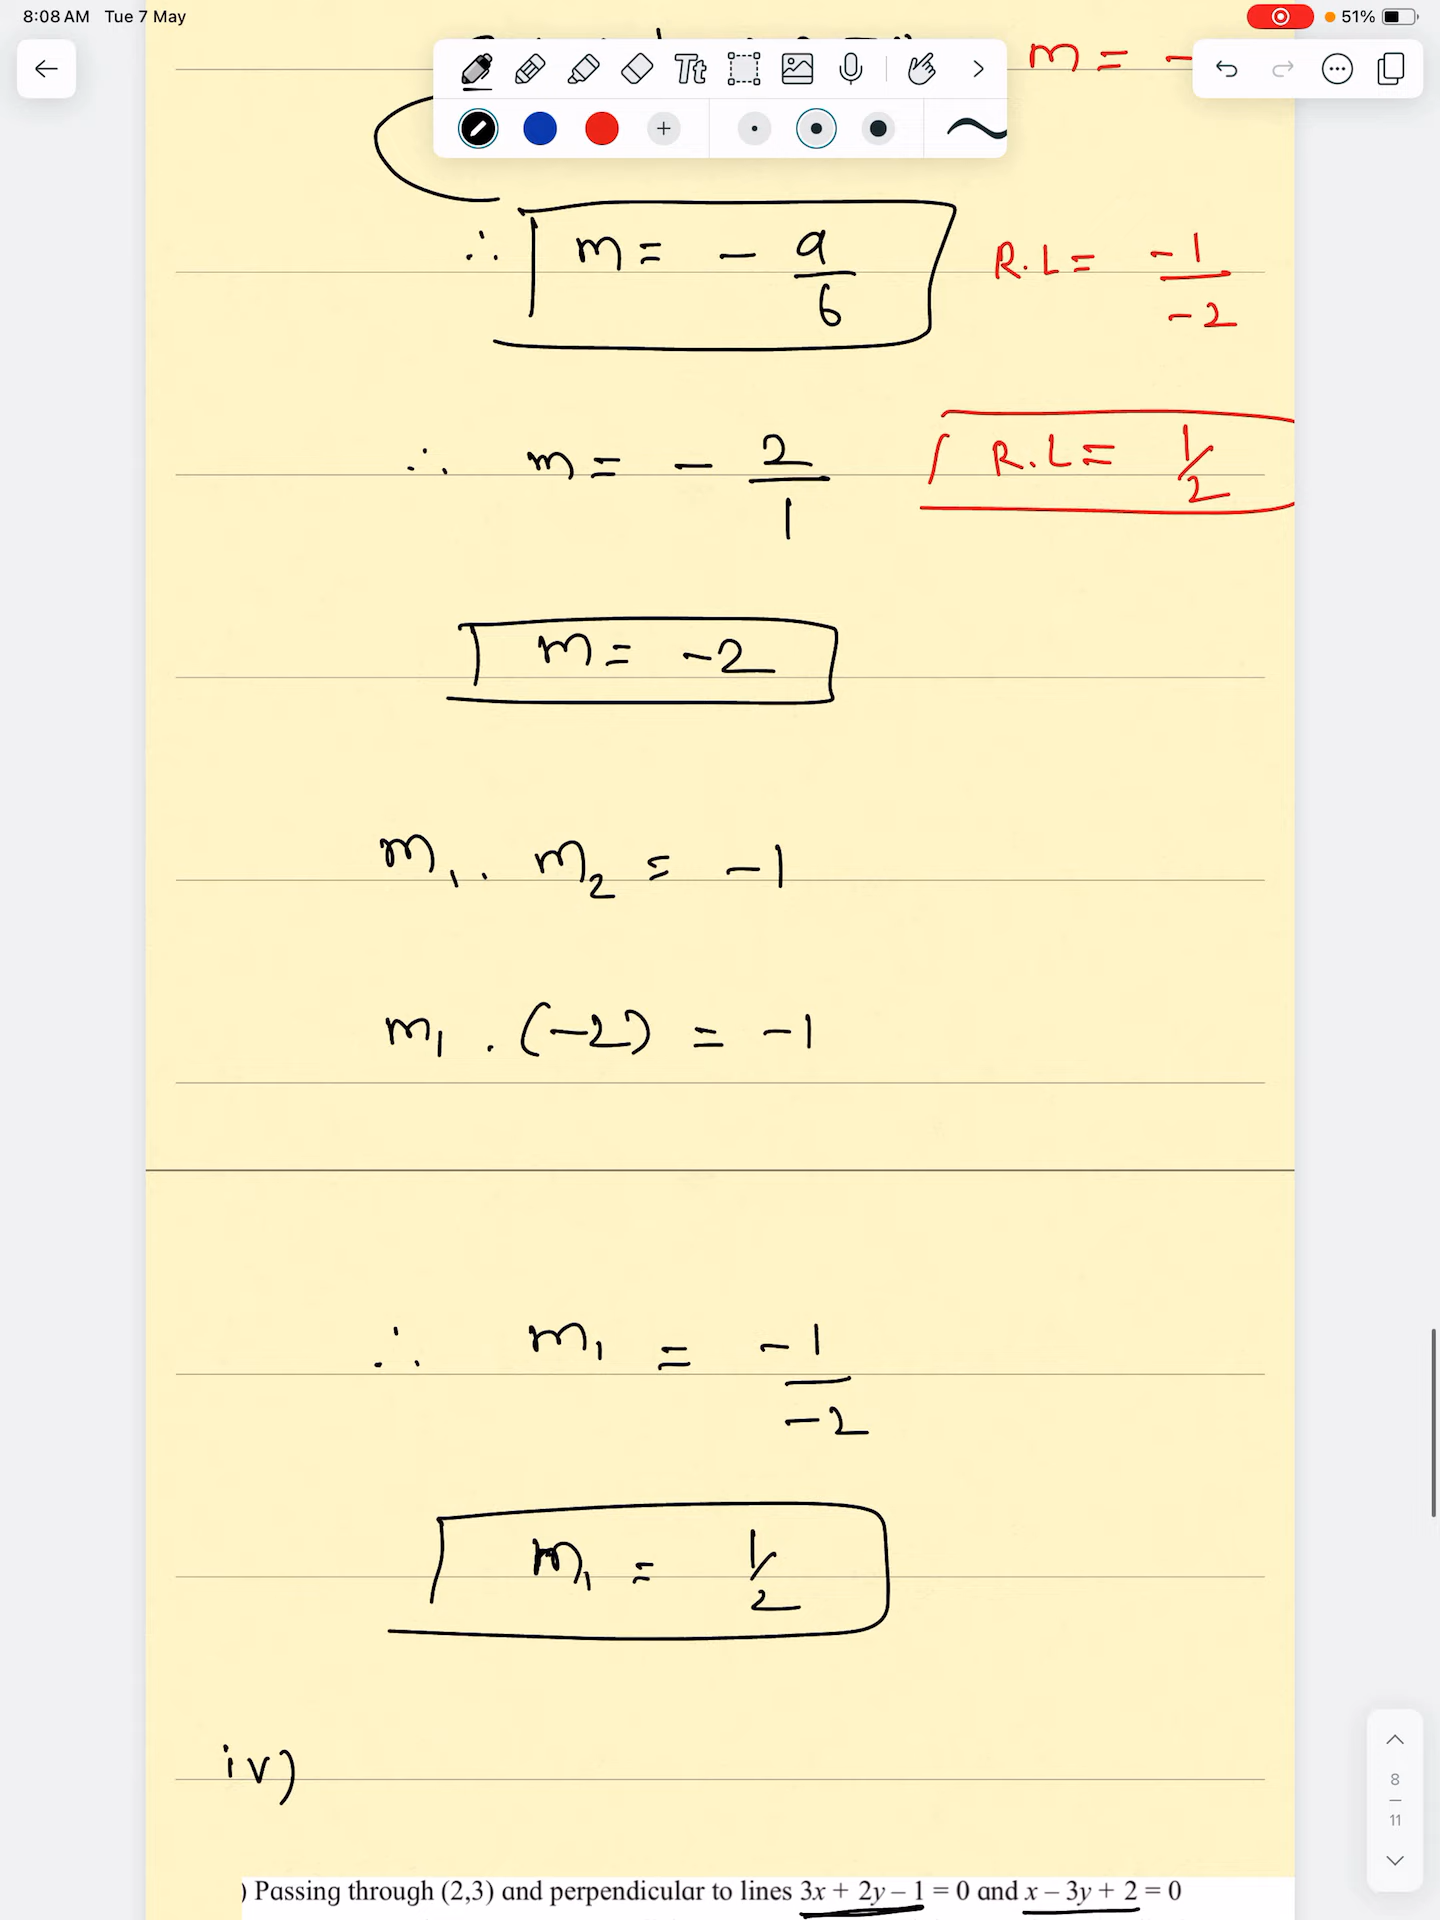 8:08 AM Tue 7 May
51%
m = -
Tt
∴ m = - a/6
R.L = -1/-2
∴ m = - 2/1
R.L = 1/2
m = -2
m₁ . m₂ = -1
m₁ . (-2) = -1
∴ m₁ = -1/-2
m₁ = 1/2
iv)
8
11
) Passing through (2,3) and perpendicular to lines 3x + 2y – 1 = 0 and x – 3y + 2 = 0